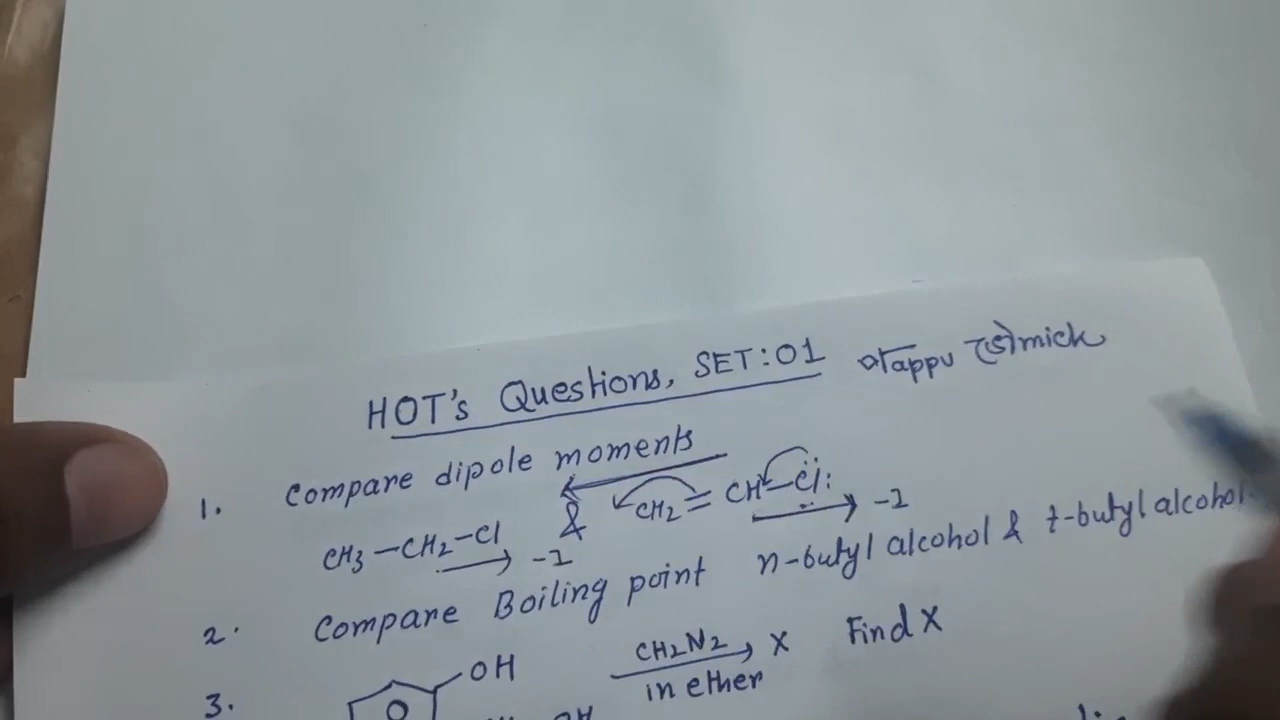 HOT's Questions, SET:01
1. Compare dipole moments
CH3-CH2-Cl -I & CH2=CH-Cl: -I
2. Compare Boiling point n-butyl alcohol & t-butyl alcohol
3. OH CH2N2 in ether X Find X
OH